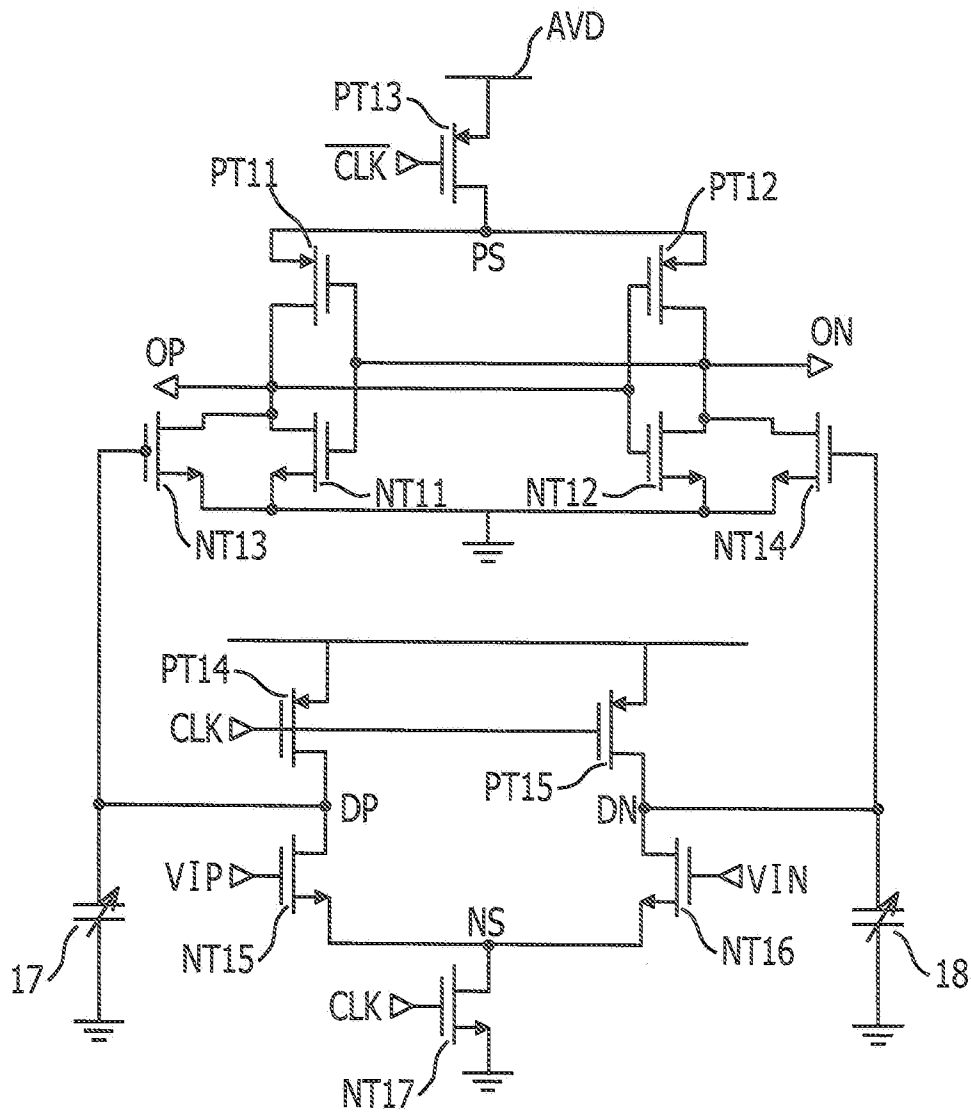 AVD
PT13
C̅L̅K̅
PT11
PT12
PS
OP
ON
NT11
NT12
NT13
NT14
PT14
CLK
PT15
DP
DN
VIP
VIN
NS
NT15
NT16
17
18
CLK
NT17